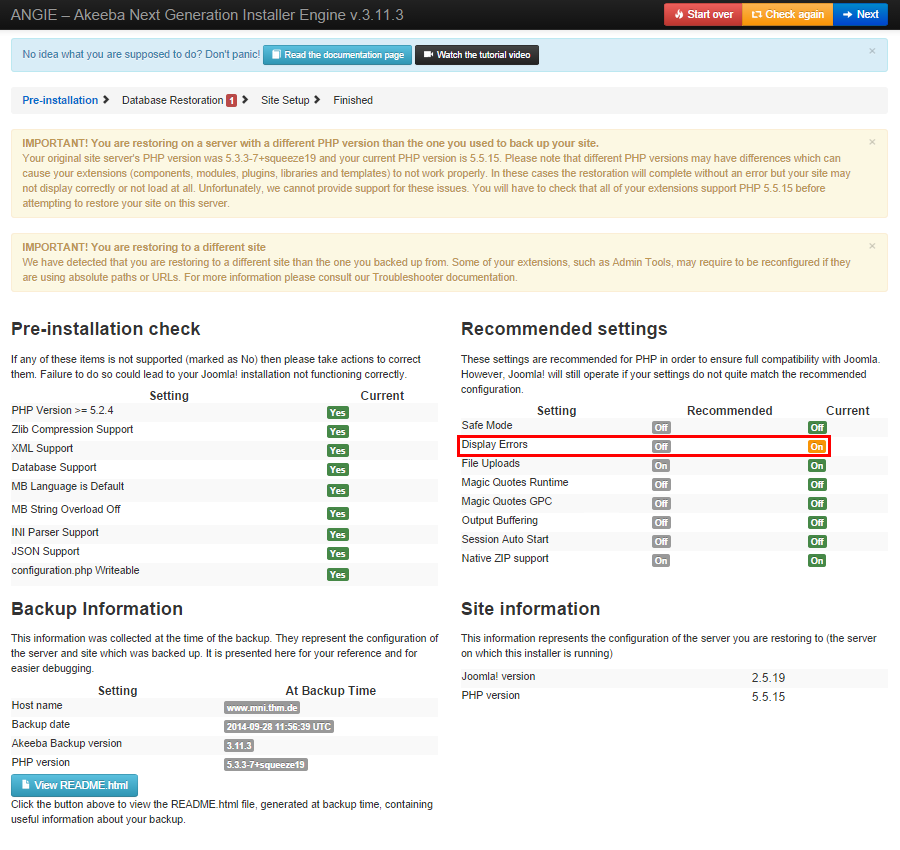 ANGIE – Akeeba Next Generation Installer Engine v.3.11.3
Start over Check again Next
No idea what you are supposed to do? Don't panic! Read the documentation page Watch the tutorial video ×
Pre-installation Database Restoration 1 Site Setup Finished
IMPORTANT! You are restoring on a server with a different PHP version than the one you used to back up your site. ×
Your original site server's PHP version was 5.3.3-7+squeeze19 and your current PHP version is 5.5.15. Please note that different PHP versions may have differences which can
cause your extensions (components, modules, plugins, libraries and templates) to not work properly. In these cases the restoration will complete without an error but your site may
not display correctly or not load at all. Unfortunately, we cannot provide support for these issues. You will have to check that all of your extensions support PHP 5.5.15 before
attempting to restore your site on this server.
IMPORTANT! You are restoring to a different site ×
We have detected that you are restoring to a different site than the one you backed up from. Some of your extensions, such as Admin Tools, may require to be reconfigured if they
are using absolute paths or URLs. For more information please consult our Troubleshooter documentation.
Pre-installation check
If any of these items is not supported (marked as No) then please take actions to correct
them. Failure to do so could lead to your Joomla! installation not functioning correctly.
Setting Current
PHP Version >= 5.2.4 Yes
Zlib Compression Support Yes
XML Support Yes
Database Support Yes
MB Language is Default Yes
MB String Overload Off Yes
INI Parser Support Yes
JSON Support Yes
configuration.php Writeable Yes
Recommended settings
These settings are recommended for PHP in order to ensure full compatibility with Joomla.
However, Joomla! will still operate if your settings do not quite match the recommended
configuration.
Setting Recommended Current
Safe Mode Off Off
Display Errors Off On
File Uploads On On
Magic Quotes Runtime Off Off
Magic Quotes GPC Off Off
Output Buffering Off Off
Session Auto Start Off Off
Native ZIP support On On
Backup Information
This information was collected at the time of the backup. They represent the configuration of
the server and site which was backed up. It is presented here for your reference and for
easier debugging.
Setting At Backup Time
Host name www.mni.thm.de
Backup date 2014-09-28 11:56:39 UTC
Akeeba Backup version 3.11.3
PHP version 5.3.3-7+squeeze19
View README.html
Click the button above to view the README.html file, generated at backup time, containing
useful information about your backup.
Site information
This information represents the configuration of the server you are restoring to (the server
on which this installer is running)
Joomla! version 2.5.19
PHP version 5.5.15